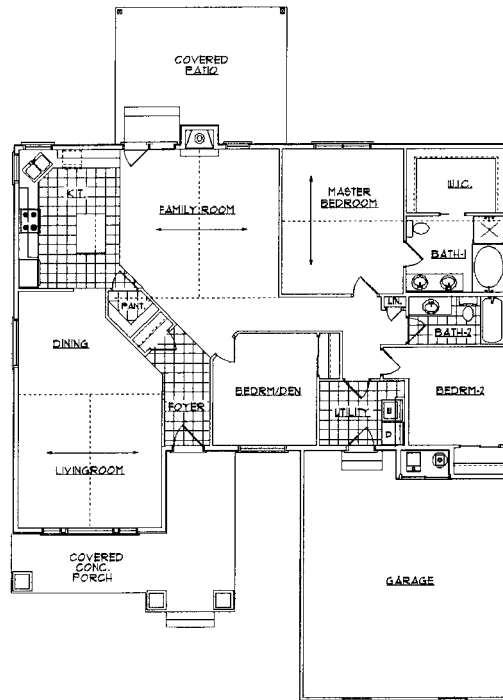 COVERED
PATIO
KIT.
FAMILY ROOM
MASTER
BEDROOM
W.I.C.
BATH-1
LIN.
PANT.
BATH-2
DINING
BEDRM/DEN
BEDRM-2
FOYER
UTILITY
W
D
LIVINGROOM
COVERED
CONC.
PORCH
GARAGE